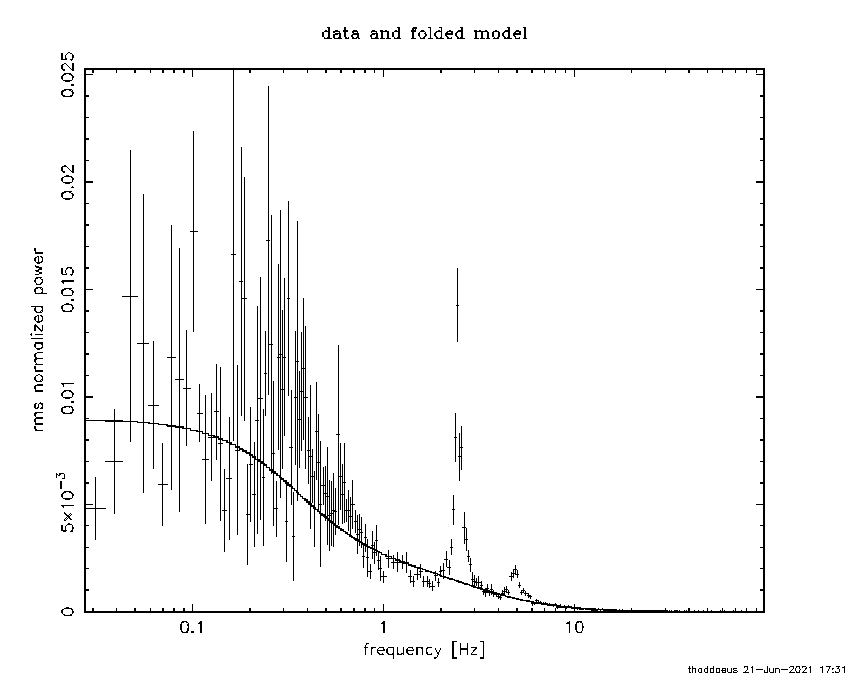 data and folded model
rms normalized power
0.025
0.02
0.015
0.01
5×10⁻³
0
0.1
1
10
frequency [Hz]
thaddaeus 21-Jun-2021 17:31